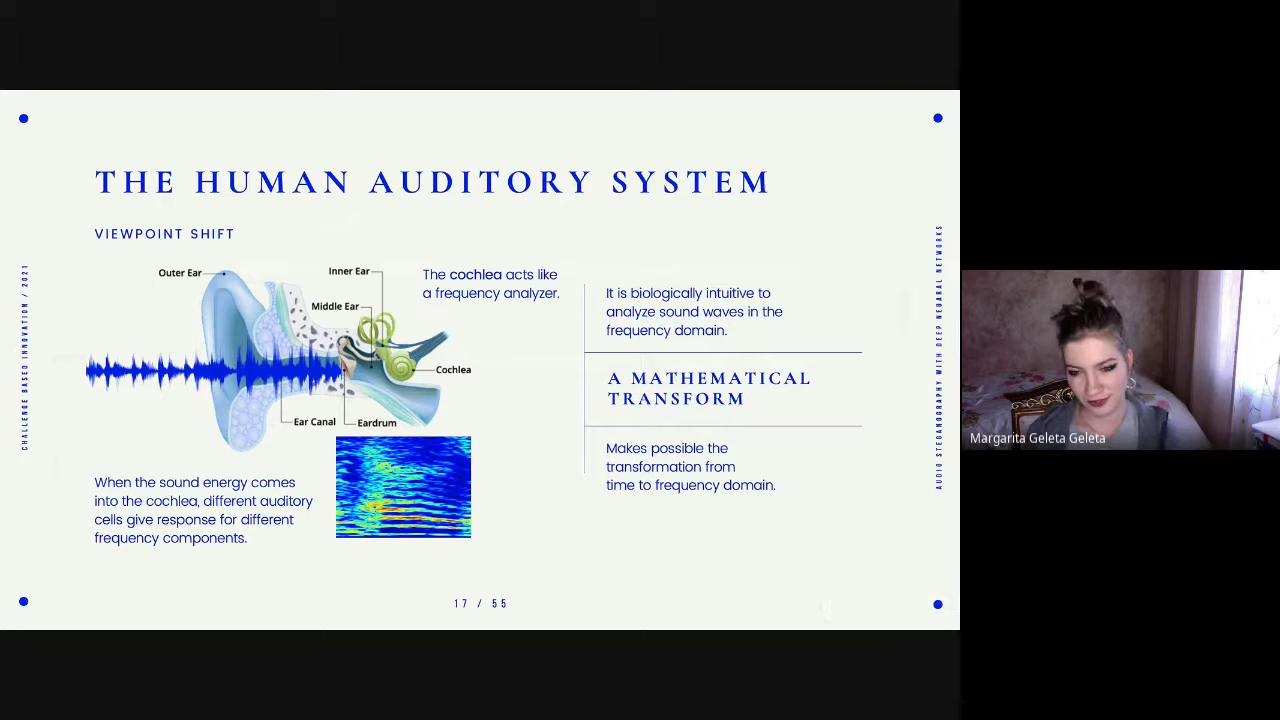 THE HUMAN AUDITORY SYSTEM
VIEWPOINT SHIFT
Outer Ear
Inner Ear
Middle Ear
Cochlea
Ear Canal
Eardrum
The cochlea acts like
a frequency analyzer.
When the sound energy comes
into the cochlea, different auditory
cells give response for different
frequency components.
It is biologically intuitive to
analyze sound waves in the
frequency domain.
A MATHEMATICAL
TRANSFORM
Makes possible the
transformation from
time to frequency domain.
CHALLENGE BASED INNOVATION / 2021
AUDIO STEGANOGRAPHY WITH DEEP NEUARAL NETWORKS
17 / 55
Margarita Geleta Geleta